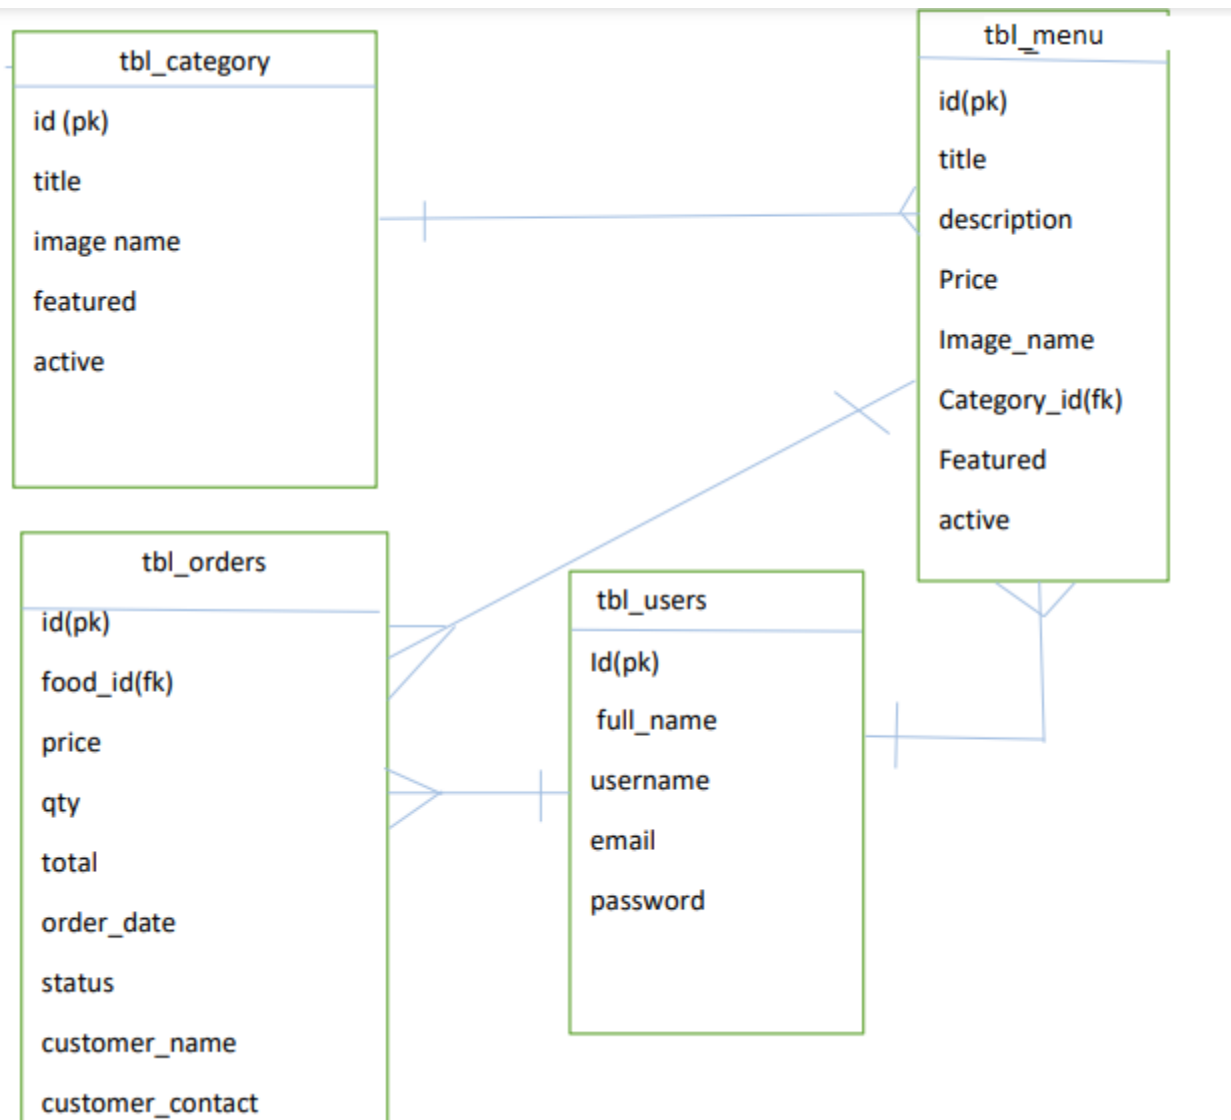 tbl_category
id (pk)
title
image name
featured
active
tbl_menu
id(pk)
title
description
Price
Image_name
Category_id(fk)
Featured
active
tbl_orders
id(pk)
food_id(fk)
price
qty
total
order_date
status
customer_name
customer_contact
tbl_users
Id(pk)
full_name
username
email
password